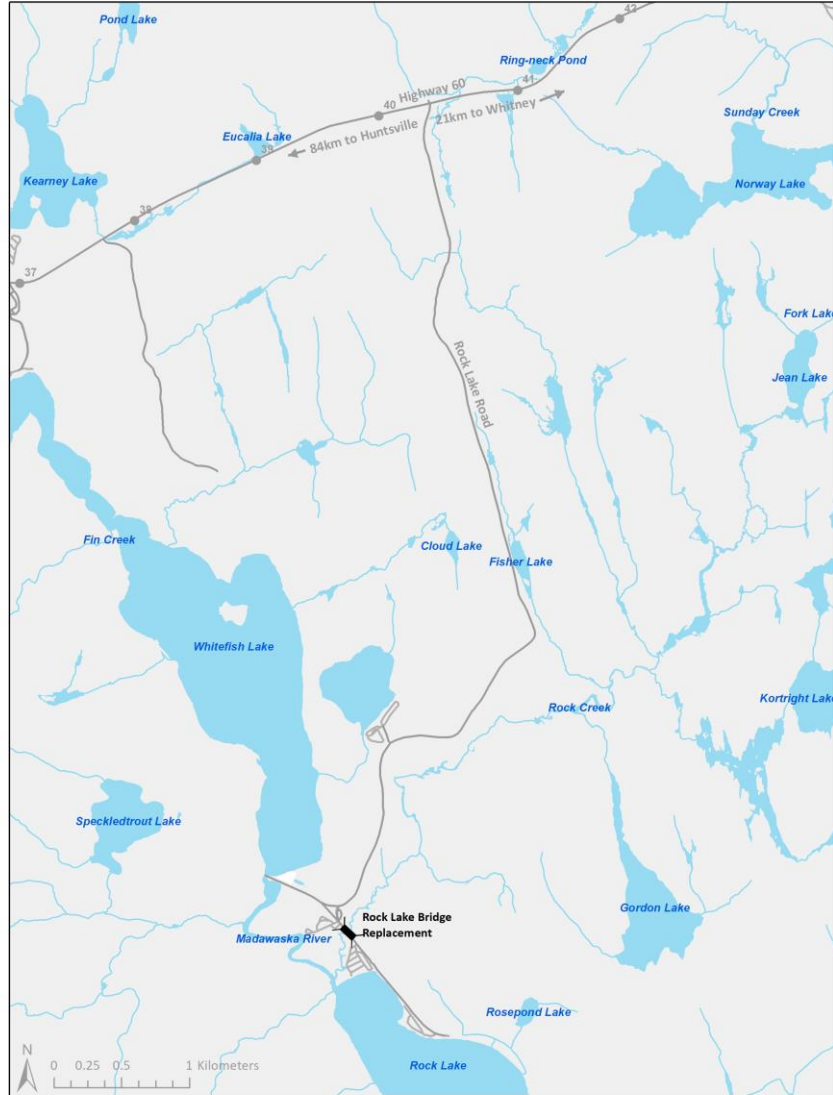 Pond Lake
42
Ring-neck Pond
41
Highway 60
40
21km to Whitney
Sunday Creek
Eucalia Lake
39
84km to Huntsville
Kearney Lake
Norway Lake
38
37
Fork Lake
Rock Lake Road
Jean Lake
Fin Creek
Cloud Lake
Fisher Lake
Whitefish Lake
Kortright Lake
Rock Creek
Speckledtrout Lake
Gordon Lake
Rock Lake Bridge
Replacement
Madawaska River
Rosepond Lake
N
0 0.25 0.5 1 Kilometers
Rock Lake